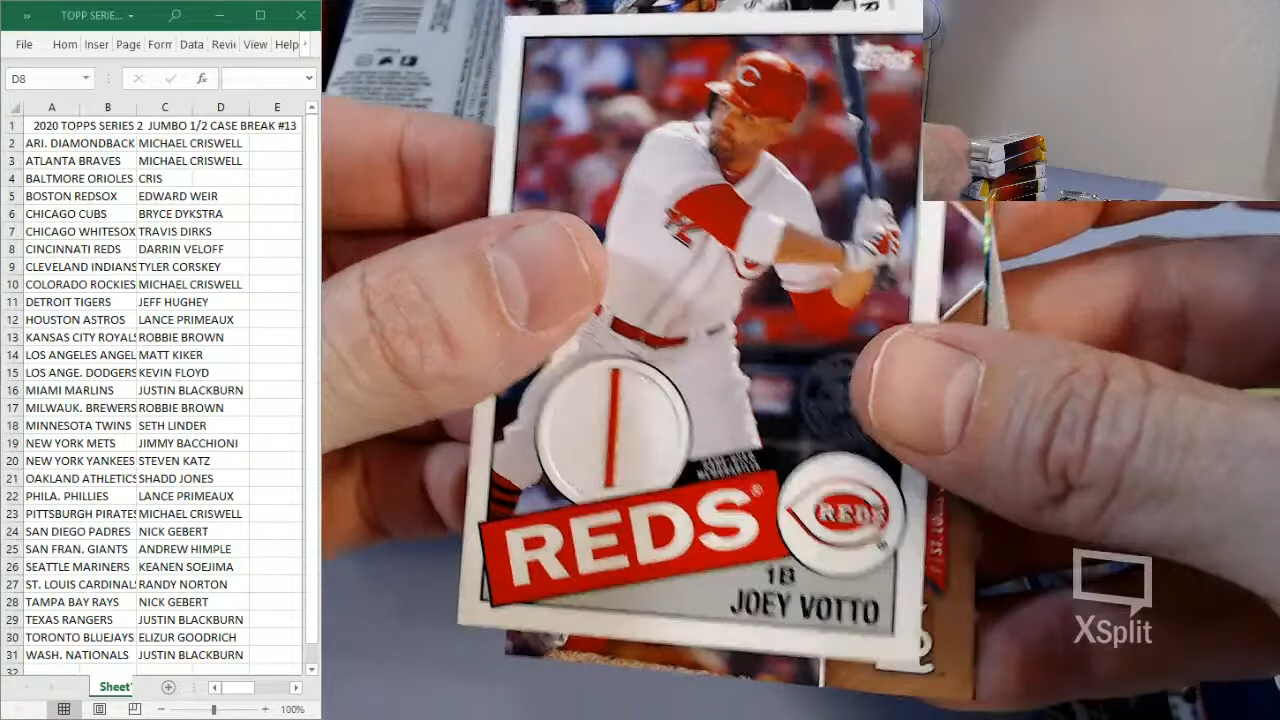 TOPP SERIE...
File Hom Inser Page Form Data Revie View Help
D8 fx
A B C D E
1 2020 TOPPS SERIES 2 JUMBO 1/2 CASE BREAK #13
2 ARI. DIAMONDBACK MICHAEL CRISWELL
3 ATLANTA BRAVES MICHAEL CRISWELL
4 BALTMORE ORIOLES CRIS
5 BOSTON REDSOX EDWARD WEIR
6 CHICAGO CUBS BRYCE DYKSTRA
7 CHICAGO WHITESOX TRAVIS DIRKS
8 CINCINNATI REDS DARRIN VELOFF
9 CLEVELAND INDIANS TYLER CORSKEY
10 COLORADO ROCKIES MICHAEL CRISWELL
11 DETROIT TIGERS JEFF HUGHEY
12 HOUSTON ASTROS LANCE PRIMEAUX
13 KANSAS CITY ROYALS ROBBIE BROWN
14 LOS ANGELES ANGEL MATT KIKER
15 LOS ANGE. DODGERS KEVIN FLOYD
16 MIAMI MARLINS JUSTIN BLACKBURN
17 MILWAUK. BREWERS ROBBIE BROWN
18 MINNESOTA TWINS SETH LINDER
19 NEW YORK METS JIMMY BACCHIONI
20 NEW YORK YANKEES STEVEN KATZ
21 OAKLAND ATHLETICS SHADD JONES
22 PHILA. PHILLIES LANCE PRIMEAUX
23 PITTSBURGH PIRATES MICHAEL CRISWELL
24 SAN DIEGO PADRES NICK GEBERT
25 SAN FRAN. GIANTS ANDREW HIMPLE
26 SEATTLE MARINERS KEANEN SOEJIMA
27 ST. LOUIS CARDINALS RANDY NORTON
28 TAMPA BAY RAYS NICK GEBERT
29 TEXAS RANGERS JUSTIN BLACKBURN
30 TORONTO BLUEJAYS ELIZUR GOODRICH
31 WASH. NATIONALS JUSTIN BLACKBURN
32
Sheet1
100%
Topps
C
REDS®
REDS
1B
JOEY VOTTO
XSplit